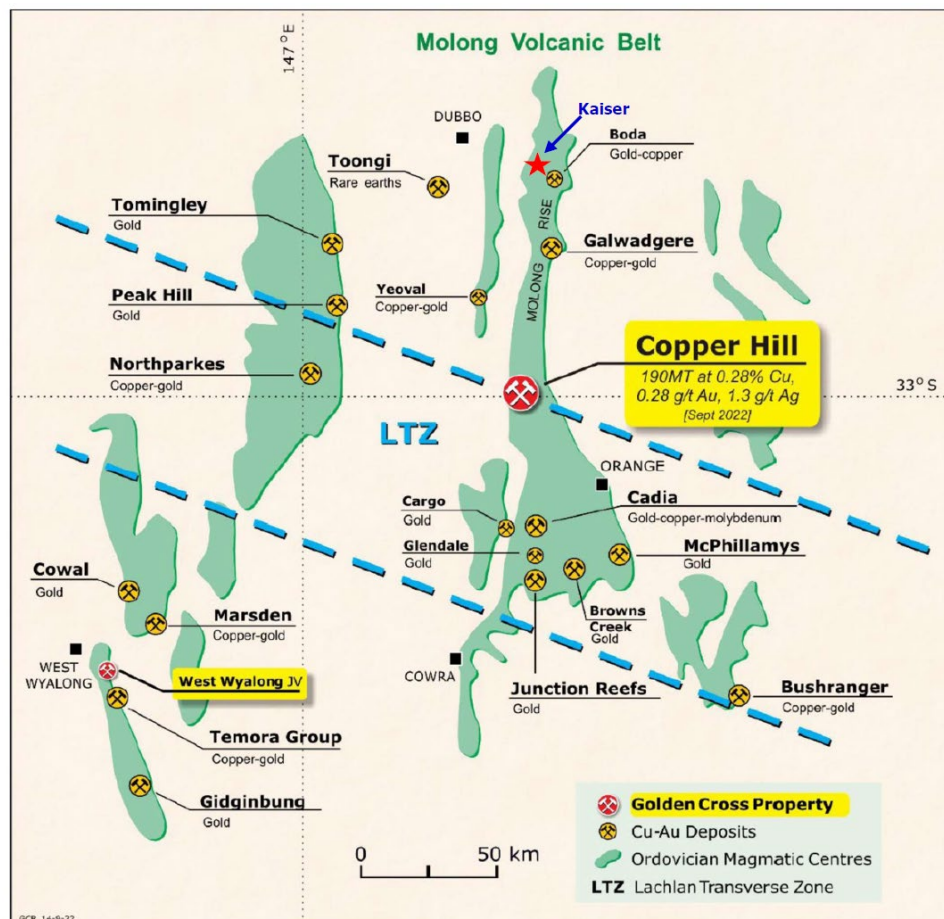 Molong Volcanic Belt
147°E
Kaiser
DUBBO
Boda
Gold-copper
Toongi
Rare earths
Tomingley
Gold
MOLONG RISE
Galwadgere
Copper-gold
Peak Hill
Gold
Yeoval
Copper-gold
Copper Hill
190MT at 0.28% Cu,
0.28 g/t Au, 1.3 g/t Ag
[Sept 2022]
Northparkes
Copper-gold
33°S
LTZ
ORANGE
Cargo
Gold
Cadia
Gold-copper-molybdenum
Glendale
Gold
McPhillamys
Gold
Cowal
Gold
Browns
Creek
Gold
Marsden
Copper-gold
WEST
WYALONG
West Wyalong JV
COWRA
Junction Reefs
Gold
Bushranger
Copper-gold
Temora Group
Copper-gold
Gidginbung
Gold
Golden Cross Property
Cu-Au Deposits
Ordovician Magmatic Centres
LTZ Lachlan Transverse Zone
0 50 km